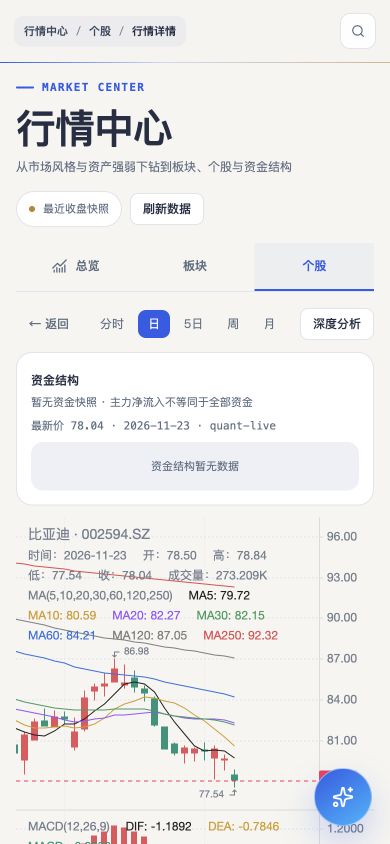 行情中心 / 个股 / 行情详情
MARKET CENTER
行情中心
从市场风格与资产强弱下钻到板块、个股与资金结构
最近收盘快照 刷新数据
总览 板块 个股
← 返回 分时 日 5日 周 月 深度分析
资金结构
暂无资金快照 · 主力净流入不等同于全部资金
最新价 78.04 · 2026-11-23 · quant-live
资金结构暂无数据
比亚迪 · 002594.SZ
96.00
时间: 2026-11-23 开: 78.50 高: 78.84
低: 77.54 收: 78.04 成交量: 273.209K
93.00
MA(5,10,20,30,60,120,250) MA5: 79.72
MA10: 80.59 MA20: 82.27 MA30: 82.15
90.00
MA60: 84.21 MA120: 87.05 MA250: 92.32
86.98
87.00
84.00
81.00
77.54
MACD(12,26,9) DIF: -1.1892 DEA: -0.7846
1.2000